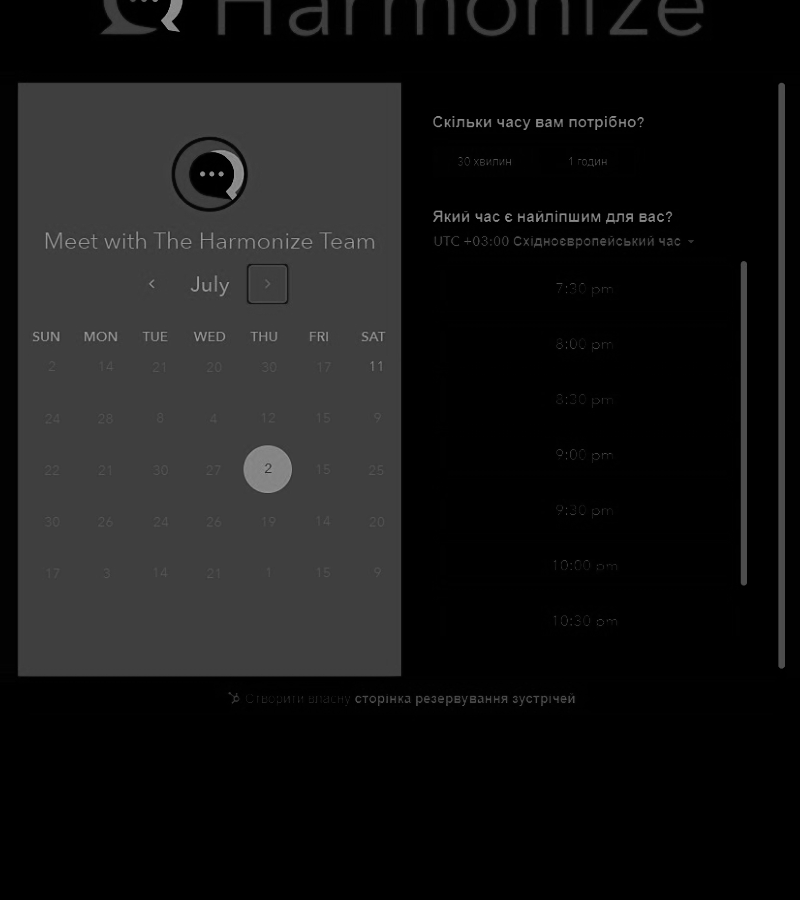 Harmonize
Meet with The Harmonize Team
July
SUN MON TUE WED THU FRI SAT
2 14 21 20 30 17 11
24 28 8 4 12 15 9
22 21 30 27 2 15 25
30 26 24 26 19 14 20
17 3 14 21 1 15 9
Скільки часу вам потрібно?
30 хвилин 1 годин
Який час є найліпшим для вас?
UTC +03:00 Східноєвропейський час
7:30 pm
8:00 pm
8:30 pm
9:00 pm
9:30 pm
10:00 pm
10:30 pm
Створити власну сторінка резервування зустрічей